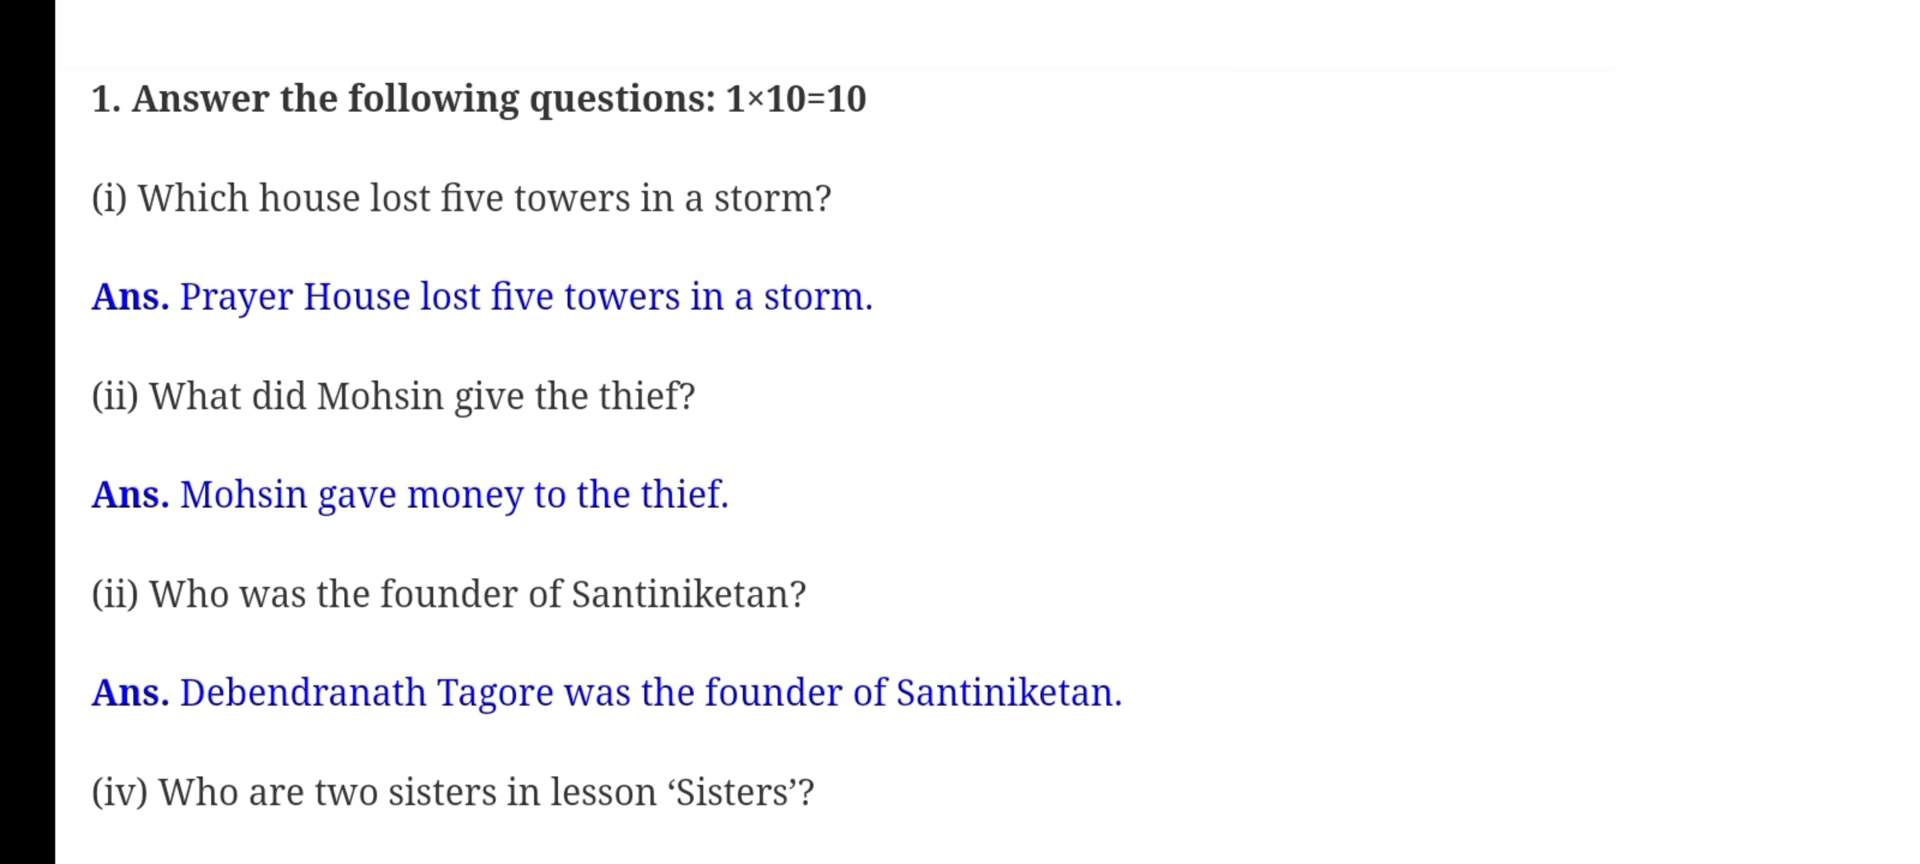 1. Answer the following questions: 1×10=10
(i) Which house lost five towers in a storm?
Ans. Prayer House lost five towers in a storm.
(ii) What did Mohsin give the thief?
Ans. Mohsin gave money to the thief.
(ii) Who was the founder of Santiniketan?
Ans. Debendranath Tagore was the founder of Santiniketan.
(iv) Who are two sisters in lesson ‘Sisters’?